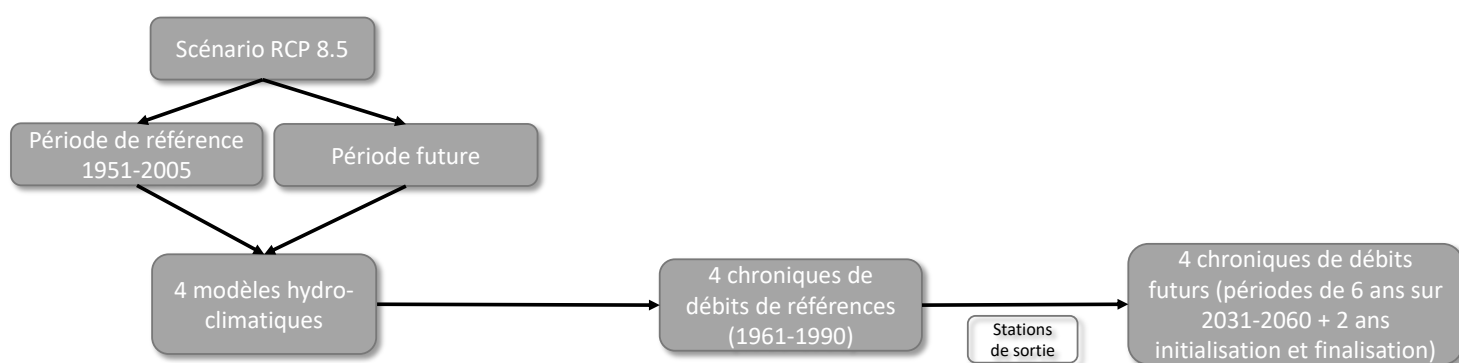 Scénario RCP 8.5
Période de référence
1951-2005
Période future
4 modèles hydro-
climatiques
4 chroniques de
débits de références
(1961-1990)
Stations
de sortie
4 chroniques de débits
futurs (périodes de 6 ans sur
2031-2060 + 2 ans
initialisation et finalisation)